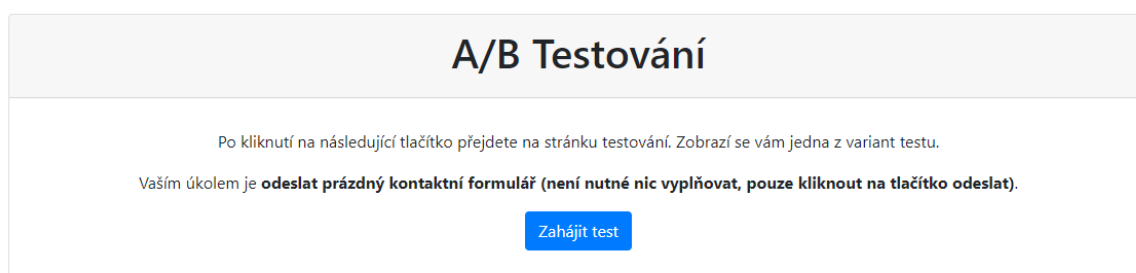 A/B Testování
Po kliknutí na následující tlačítko přejdete na stránku testování. Zobrazí se vám jedna z variant testu.
Vaším úkolem je odeslat prázdný kontaktní formulář (není nutné nic vyplňovat, pouze kliknout na tlačítko odeslat).
Zahájit test